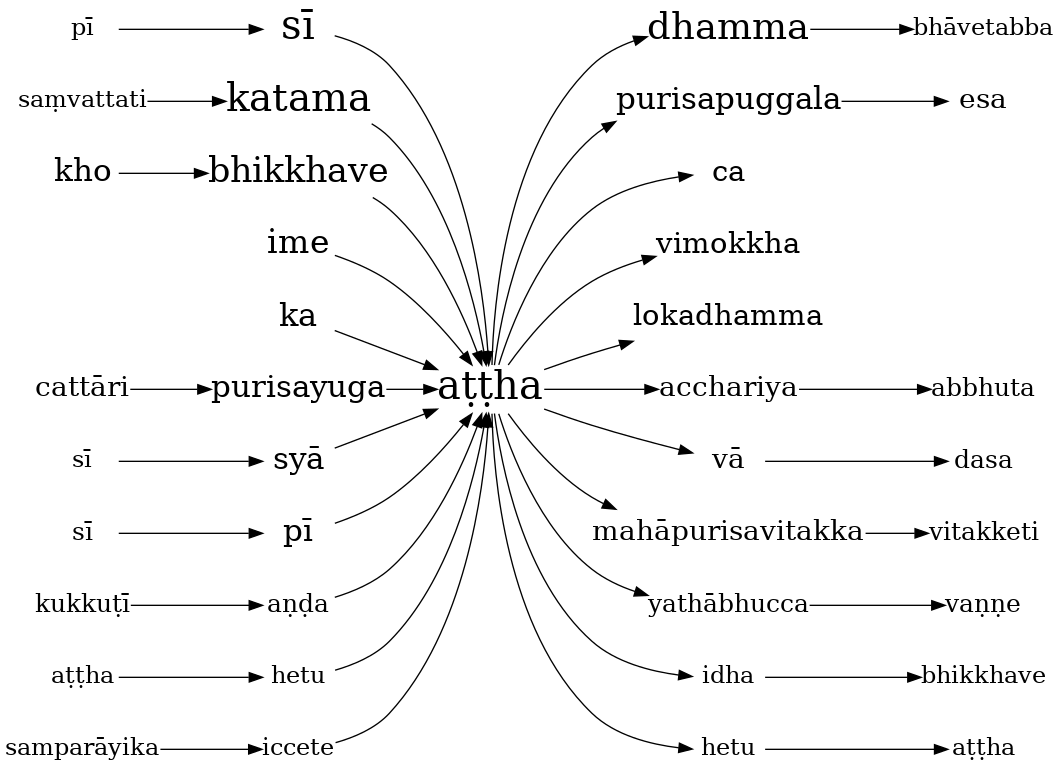 pī sī dhamma bhāvetabba
saṃvattati katama purisapuggala esa
kho bhikkhave ca
ime vimokkha
ka lokadhamma
cattāri purisayuga aṭṭha acchariya abbhuta
sī syā vā dasa
sī pī mahāpurisavitakka vitakketi
kukkuṭī aṇḍa yathābhucca vaṇṇe
aṭṭha hetu idha bhikkhave
samparāyika iccete hetu aṭṭha